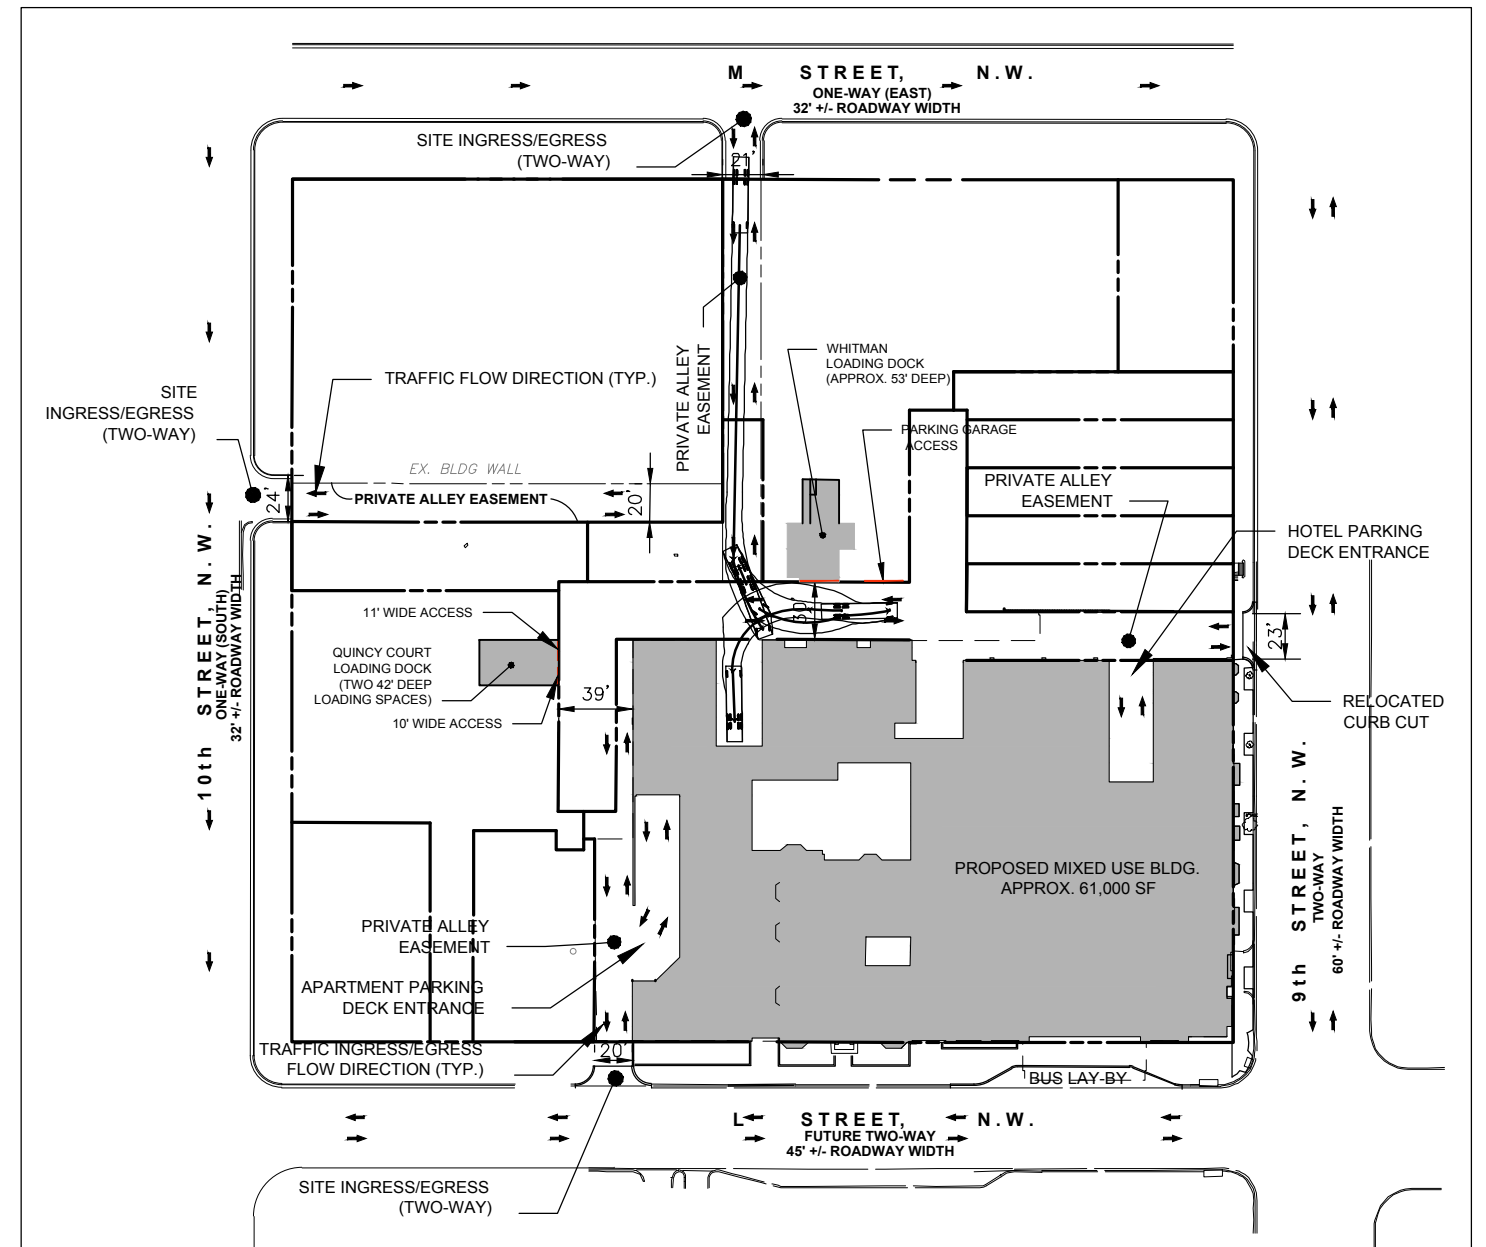 M STREET, N.W.
ONE-WAY (EAST)
32' +/- ROADWAY WIDTH
SITE INGRESS/EGRESS
(TWO-WAY)
21'
PRIVATE ALLEY
EASEMENT
WHITMAN
LOADING DOCK
(APPROX. 53' DEEP)
TRAFFIC FLOW DIRECTION (TYP.)
SITE
INGRESS/EGRESS
(TWO-WAY)
PARKING GARAGE
ACCESS
EX. BLDG WALL
PRIVATE ALLEY EASEMENT
24'
20'
PRIVATE ALLEY
EASEMENT
HOTEL PARKING
DECK ENTRANCE
10th STREET, N.W.
ONE-WAY (SOUTH)
32' +/- ROADWAY WIDTH
11' WIDE ACCESS
QUINCY COURT
LOADING DOCK
(TWO 42' DEEP
LOADING SPACES)
10' WIDE ACCESS
39'
23'
RELOCATED
CURB CUT
9th STREET, N.W.
TWO-WAY
60' +/- ROADWAY WIDTH
PROPOSED MIXED USE BLDG.
APPROX. 61,000 SF
PRIVATE ALLEY
EASEMENT
APARTMENT PARKING
DECK ENTRANCE
TRAFFIC INGRESS/EGRESS
FLOW DIRECTION (TYP.)
20'
BUS LAY-BY
L STREET, N.W.
FUTURE TWO-WAY
45' +/- ROADWAY WIDTH
SITE INGRESS/EGRESS
(TWO-WAY)